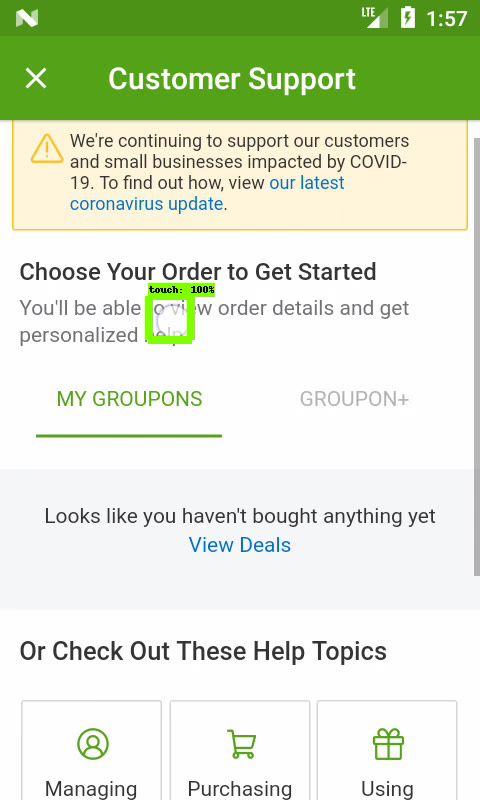 LTE 1:57
Customer Support
We're continuing to support our customers
and small businesses impacted by COVID-
19. To find out how, view our latest
coronavirus update.
Choose Your Order to Get Started
touch: 100%
You'll be able to view order details and get
personalized help.
MY GROUPONS GROUPON+
Looks like you haven't bought anything yet
View Deals
Or Check Out These Help Topics
Managing Purchasing Using